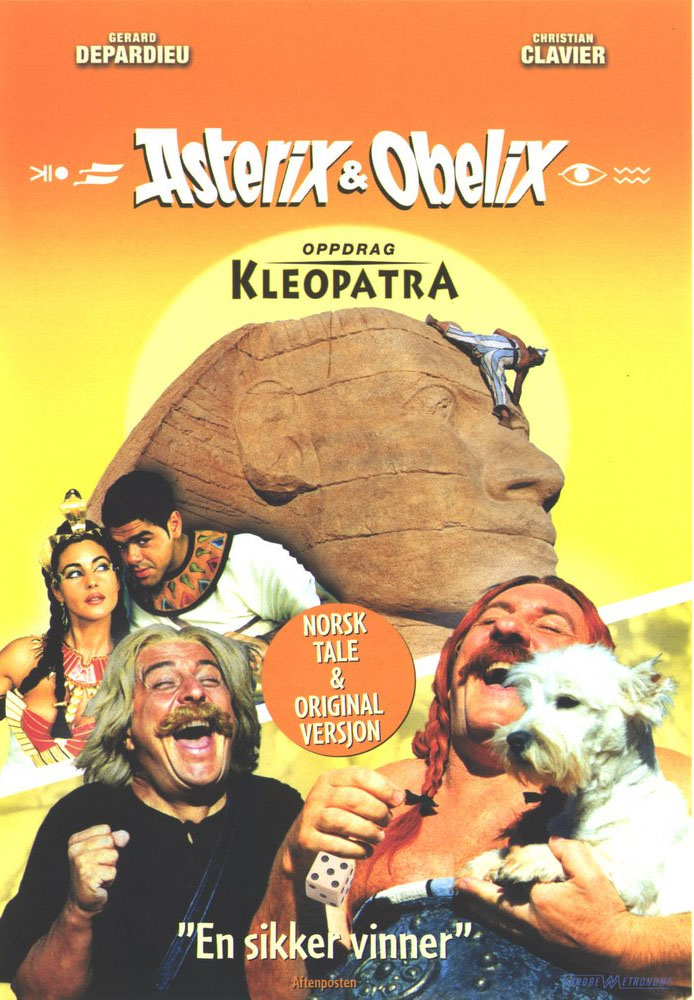 GERARD
DEPARDIEU
CHRISTIAN
CLAVIER
Asterix & Obelix
OPPDRAG
KLEOPATRA
NORSK
TALE
&
ORIGINAL
VERSJON
"En sikker vinner"
Aftenposten